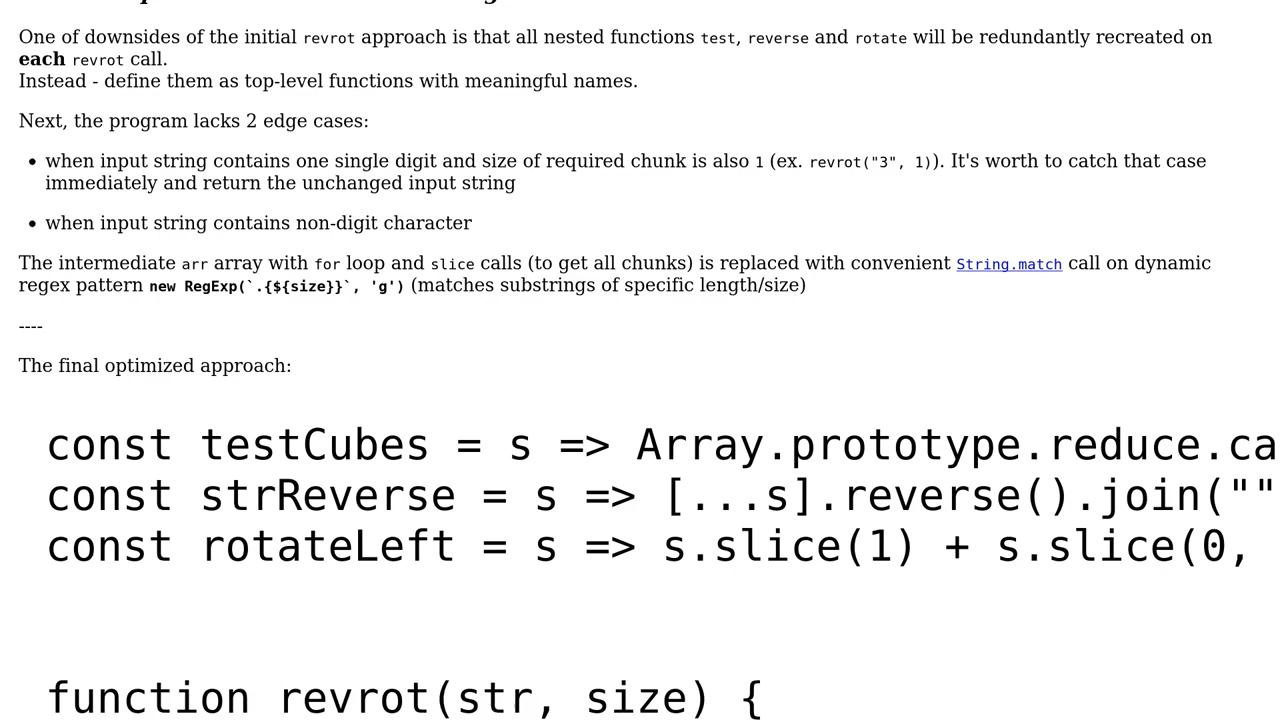 One of downsides of the initial revrot approach is that all nested functions test, reverse and rotate will be redundantly recreated on
each revrot call.
Instead - define them as top-level functions with meaningful names.
Next, the program lacks 2 edge cases:
• when input string contains one single digit and size of required chunk is also 1 (ex. revrot("3", 1)). It's worth to catch that case
immediately and return the unchanged input string
• when input string contains non-digit character
The intermediate arr array with for loop and slice calls (to get all chunks) is replaced with convenient String.match call on dynamic
regex pattern new RegExp(`.{${size}}`, 'g') (matches substrings of specific length/size)
----
The final optimized approach:
const testCubes = s => Array.prototype.reduce.ca
const strReverse = s => [...s].reverse().join(""
const rotateLeft = s => s.slice(1) + s.slice(0,
function revrot(str, size) {